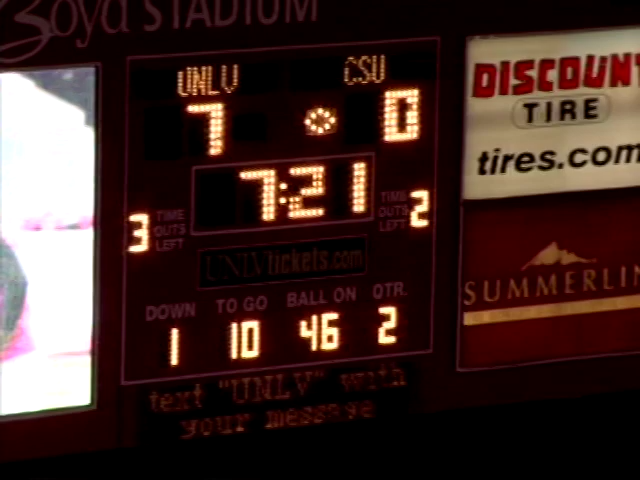 Boyd STADIUM
UNLV CSU
7 0
7:21
3 TIME OUTS LEFT
TIME OUTS LEFT 2
UNLVtickets.com
DOWN TO GO BALL ON QTR.
1 10 46 2
text "UNLV" with
your message
DISCOUNT
TIRE
tires.com
SUMMERLIN